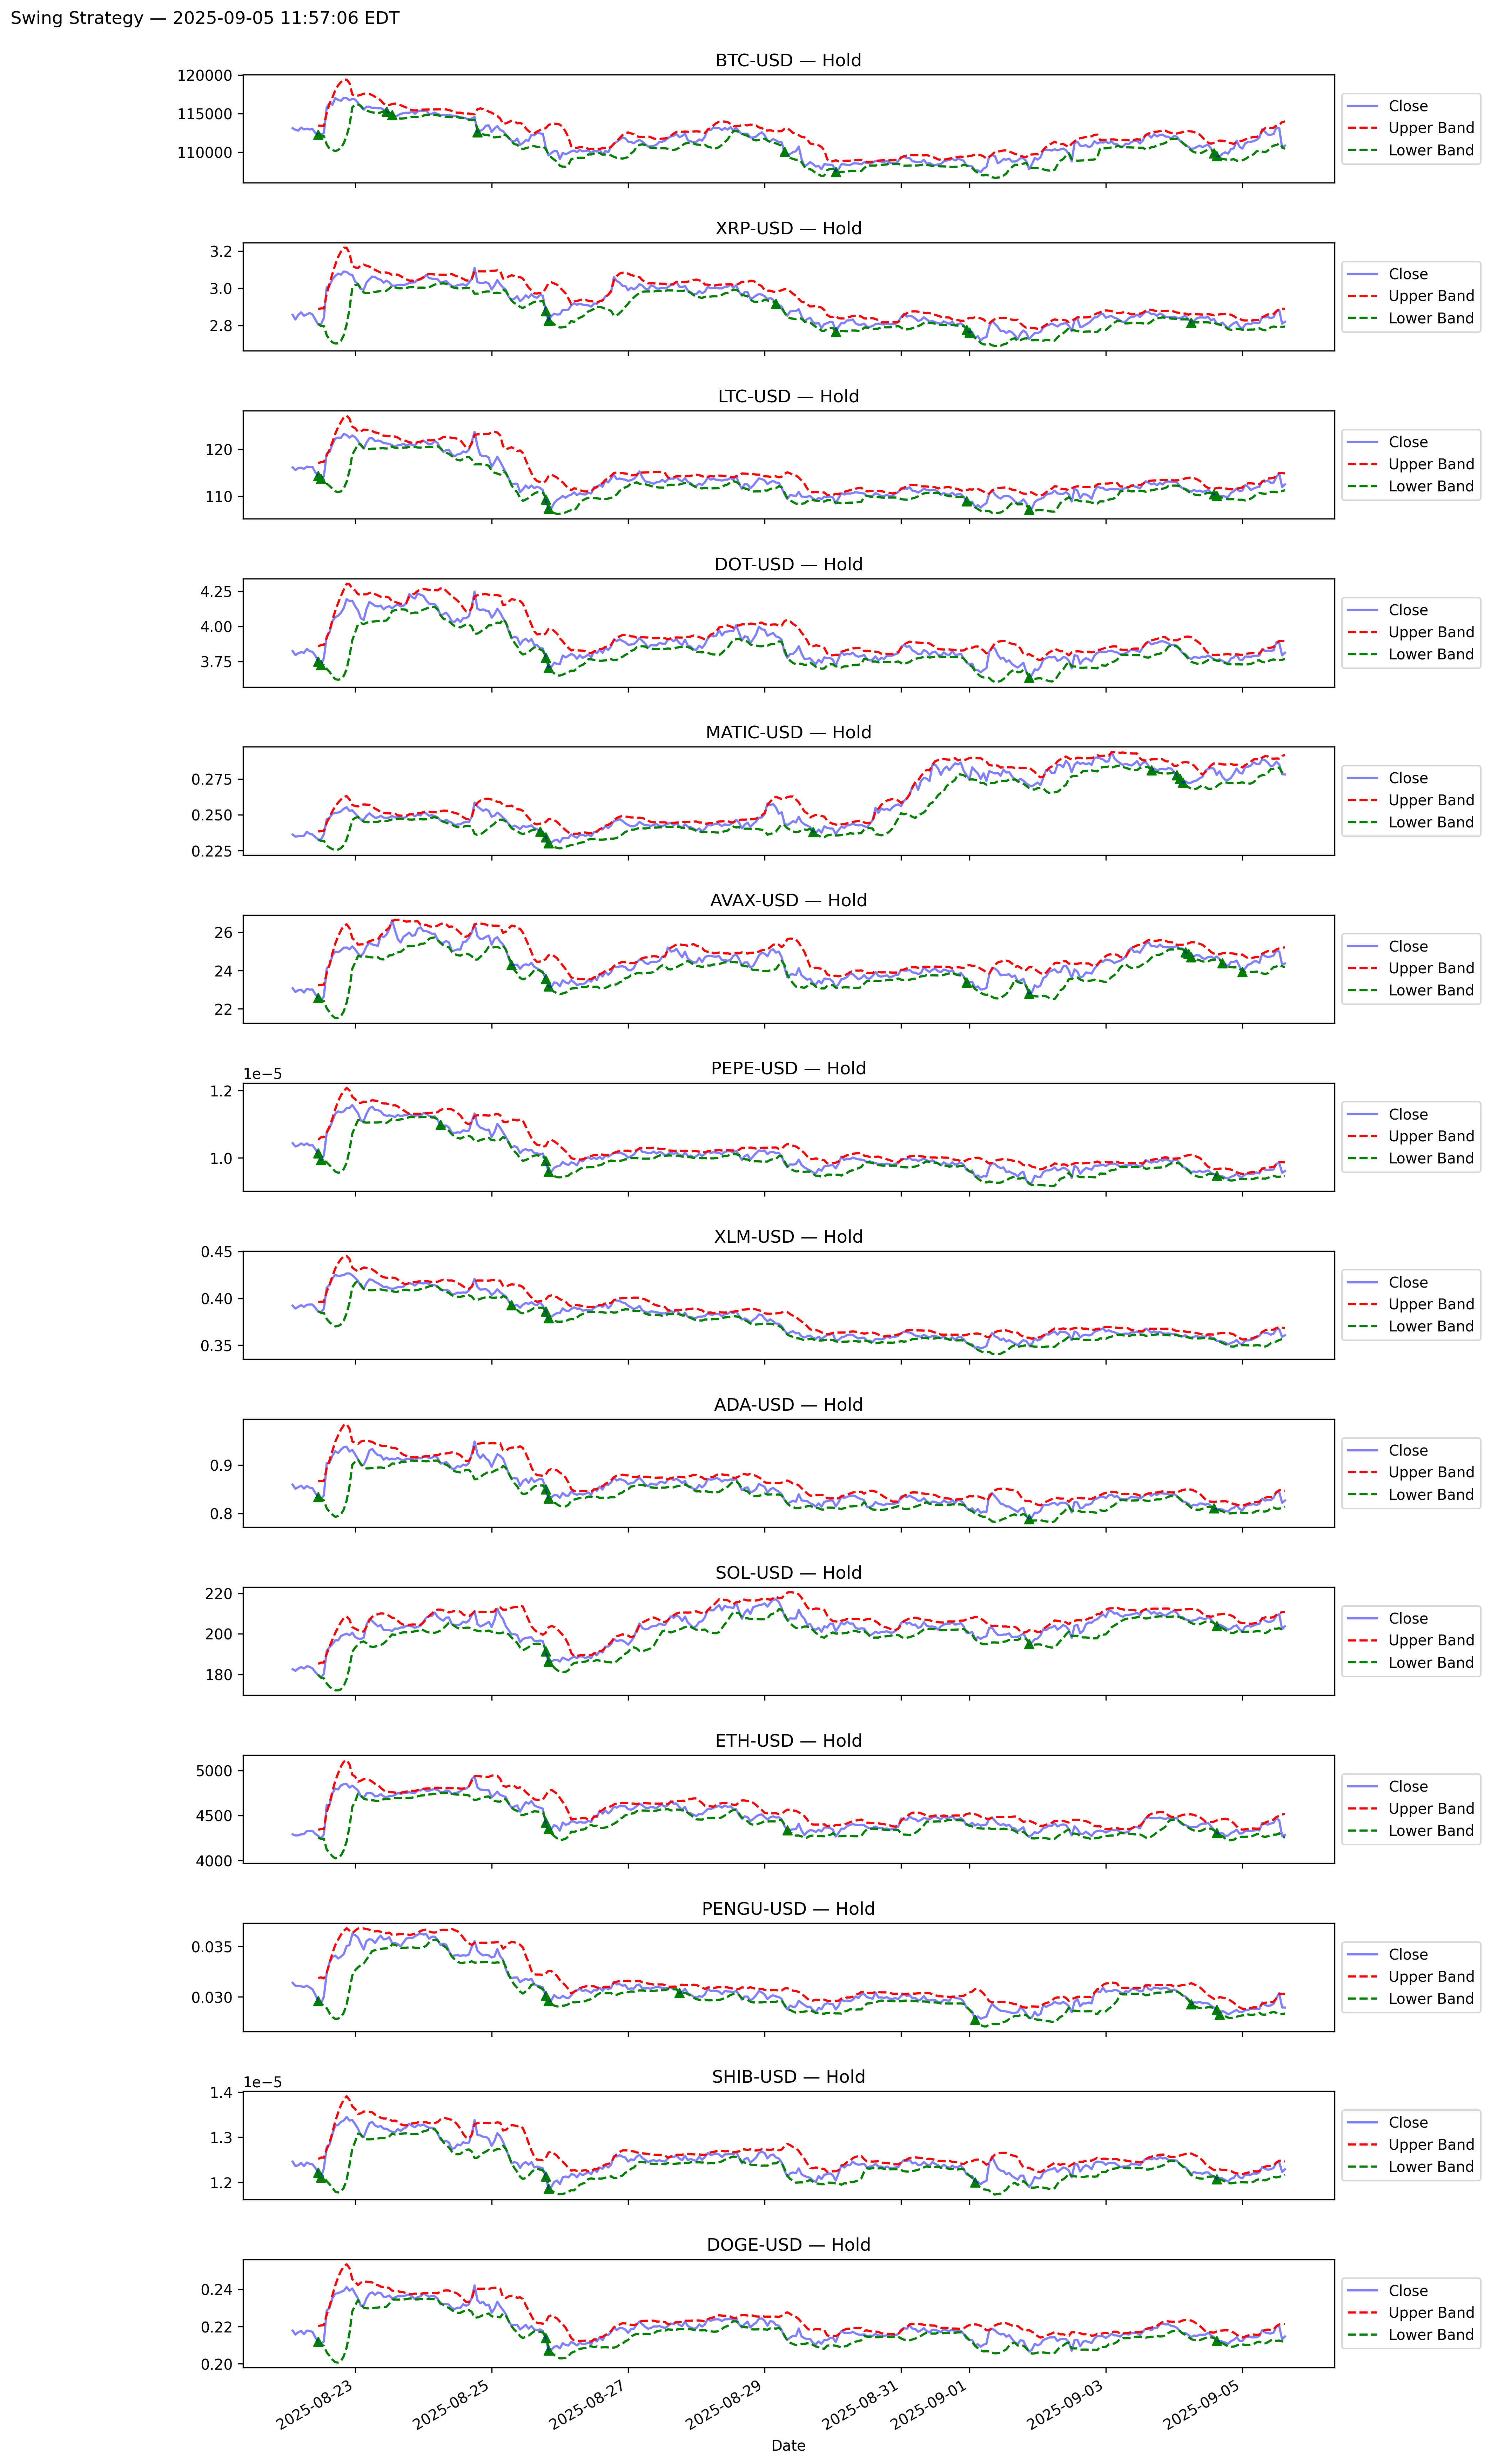 Swing Strategy — 2025-09-05 11:57:06 EDT
BTC-USD — Hold
120000
115000
110000
Close
Upper Band
Lower Band
XRP-USD — Hold
3.2
3.0
2.8
Close
Upper Band
Lower Band
LTC-USD — Hold
120
110
Close
Upper Band
Lower Band
DOT-USD — Hold
4.25
4.00
3.75
Close
Upper Band
Lower Band
MATIC-USD — Hold
0.275
0.250
0.225
Close
Upper Band
Lower Band
AVAX-USD — Hold
26
24
22
Close
Upper Band
Lower Band
PEPE-USD — Hold
1e−5
1.2
1.0
Close
Upper Band
Lower Band
XLM-USD — Hold
0.45
0.40
0.35
Close
Upper Band
Lower Band
ADA-USD — Hold
0.9
0.8
Close
Upper Band
Lower Band
SOL-USD — Hold
220
200
180
Close
Upper Band
Lower Band
ETH-USD — Hold
5000
4500
4000
Close
Upper Band
Lower Band
PENGU-USD — Hold
0.035
0.030
Close
Upper Band
Lower Band
SHIB-USD — Hold
1e−5
1.4
1.3
1.2
Close
Upper Band
Lower Band
DOGE-USD — Hold
0.24
0.22
0.20
Close
Upper Band
Lower Band
2025-08-23
2025-08-25
2025-08-27
2025-08-29
2025-08-31
2025-09-01
2025-09-03
2025-09-05
Date